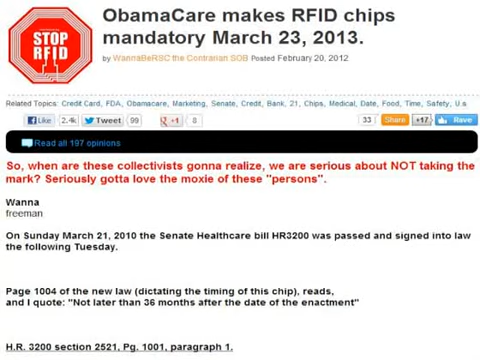 STOP
RFID
ObamaCare makes RFID chips
mandatory March 23, 2013.
by WannaBeRSC the Contrarian SOB Posted February 20, 2012
Related Topics: Credit Card, FDA, Obamacare, Marketing, Senate, Credit, Bank, 21, Chips, Medical, Date, Food, Time, Safety, U.s
Like 2.4k Tweet 99 +1 8 33 Share +17 Rave
Read all 197 opinions
So, when are these collectivists gonna realize, we are serious about NOT taking the
mark? Seriously gotta love the moxie of these "persons".
Wanna
freeman
On Sunday March 21, 2010 the Senate Healthcare bill HR3200 was passed and signed into law
the following Tuesday.
Page 1004 of the new law (dictating the timing of this chip), reads,
and I quote: "Not later than 36 months after the date of the enactment"
H.R. 3200 section 2521, Pg. 1001, paragraph 1.